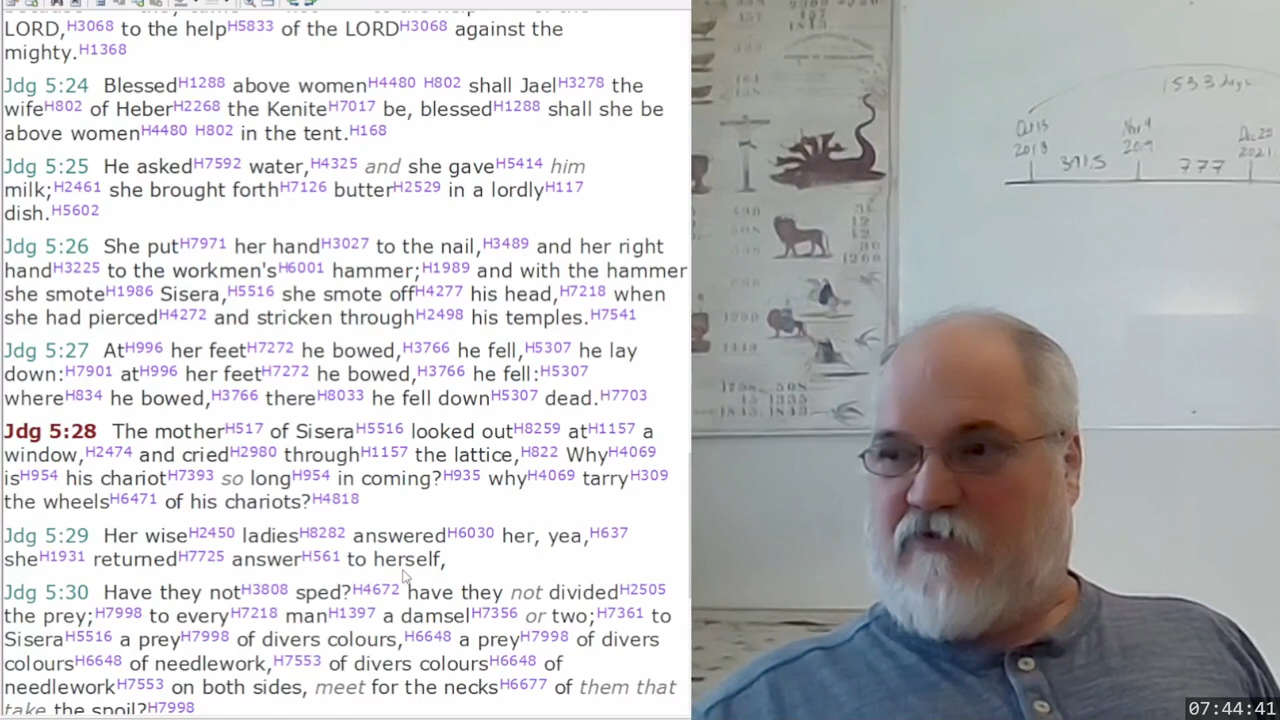 LORD,H3068 to the helpH5833 of the LORDH3068 against the
mighty.H1368
Jdg 5:24 BlessedH1288 above womenH4480 H802 shall JaelH3278 the
wifeH802 of HeberH2268 the KeniteH7017 be, blessedH1288 shall she be
above womenH4480 H802 in the tent.H168
Jdg 5:25 He askedH7592 water,H4325 and she gaveH5414 him
milk;H2461 she brought forthH7126 butterH2529 in a lordlyH117
dish.H5602
Jdg 5:26 She putH7971 her handH3027 to the nail,H3489 and her right
handH3225 to the workmen'sH6001 hammer;H1989 and with the hammer
she smoteH1986 Sisera,H5516 she smote offH4277 his head,H7218 when
she had piercedH4272 and stricken throughH2498 his temples.H7541
Jdg 5:27 AtH996 her feetH7272 he bowed,H3766 he fell,H5307 he lay
down:H7901 atH996 her feetH7272 he bowed,H3766 he fell:H5307
whereH834 he bowed,H3766 thereH8033 he fell downH5307 dead.H7703
Jdg 5:28 The motherH517 of SiseraH5516 looked outH8259 atH1157 a
window,H2474 and criedH2980 throughH1157 the lattice,H822 WhyH4069
isH954 his chariotH7393 so longH954 in coming?H935 whyH4069 tarryH309
the wheelsH6471 of his chariots?H4818
Jdg 5:29 Her wiseH2450 ladiesH8282 answeredH6030 her, yea,H637
sheH1931 returnedH7725 answerH561 to herself,
Jdg 5:30 Have they notH3808 sped?H4672 have they not dividedH2505
the prey;H7998 to everyH7218 manH1397 a damselH7356 or two;H7361 to
SiseraH5516 a preyH7998 of divers colours,H6648 a preyH7998 of divers
coloursH6648 of needlework,H7553 of divers coloursH6648 of
needleworkH7553 on both sides, meet for the necksH6677 of them that
take the spoil?H7998
1533 days
Oct 13
2018
391.5
Nov 9
2019
777
Dec 20
2021
07:44:41